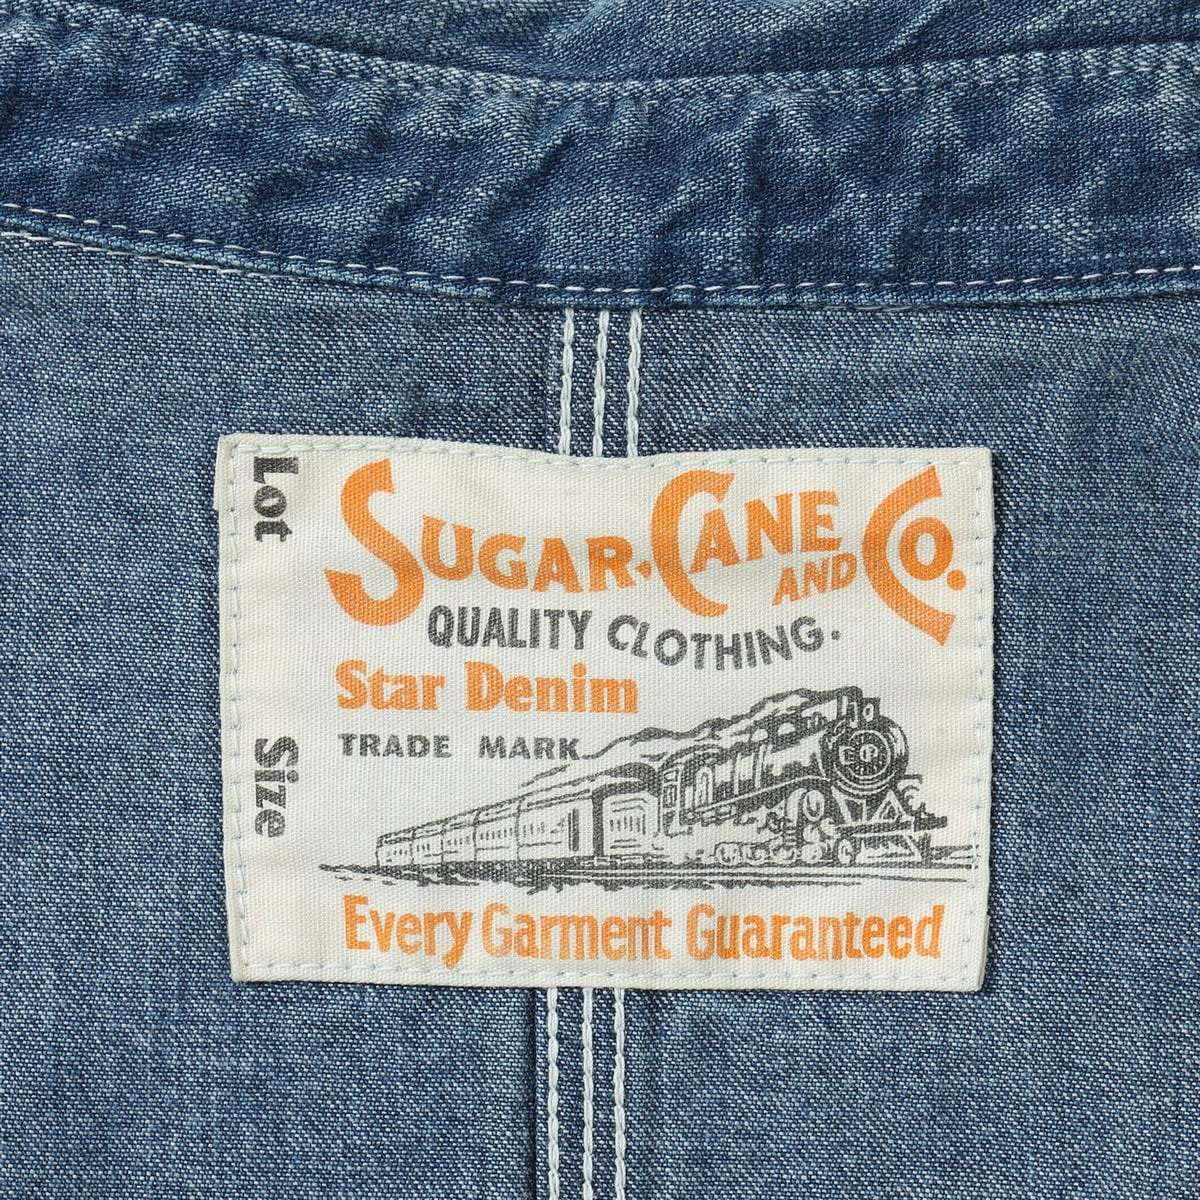 Lot
Size
SUGAR CANE AND CO.
QUALITY CLOTHING.
Star Denim
TRADE MARK
Every Garment Guaranteed